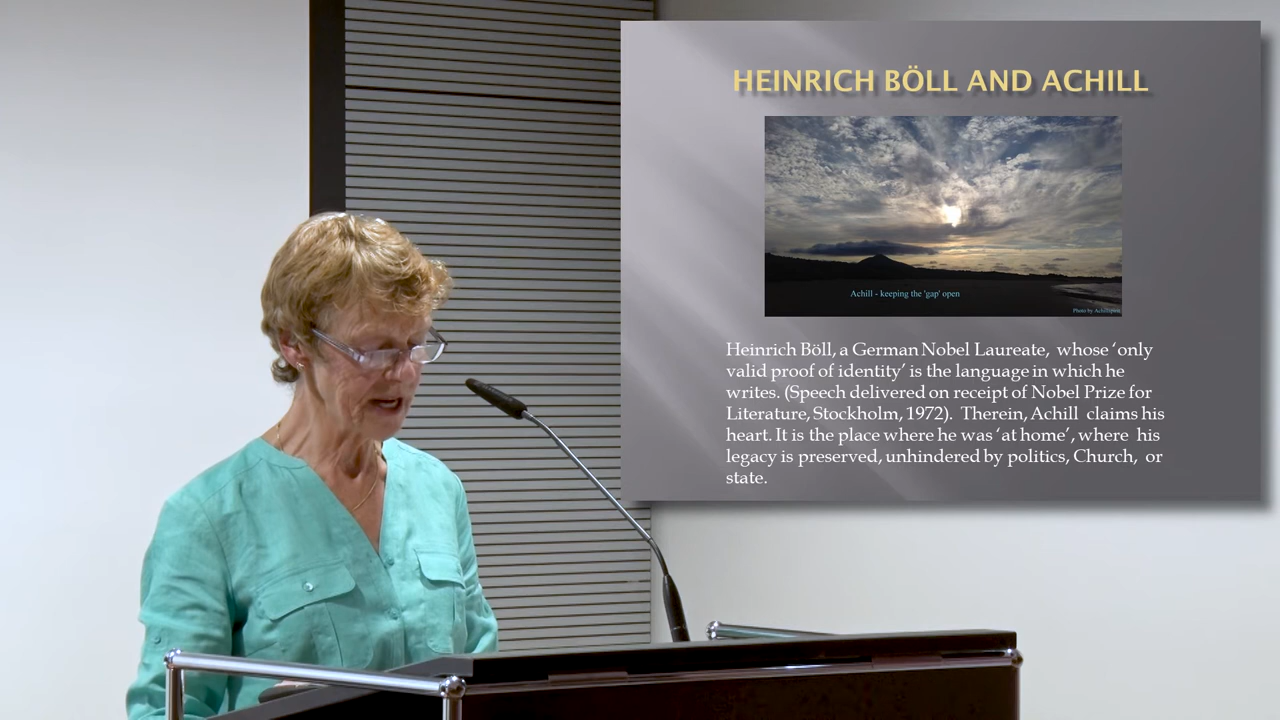 HEINRICH BÖLL AND ACHILL
Achill - keeping the 'gap' open
Photo by Achillopen
Heinrich Böll, a German Nobel Laureate, whose ‘only
valid proof of identity’ is the language in which he
writes. (Speech delivered on receipt of Nobel Prize for
Literature, Stockholm, 1972). Therein, Achill claims his
heart. It is the place where he was ‘at home’, where his
legacy is preserved, unhindered by politics, Church, or
state.